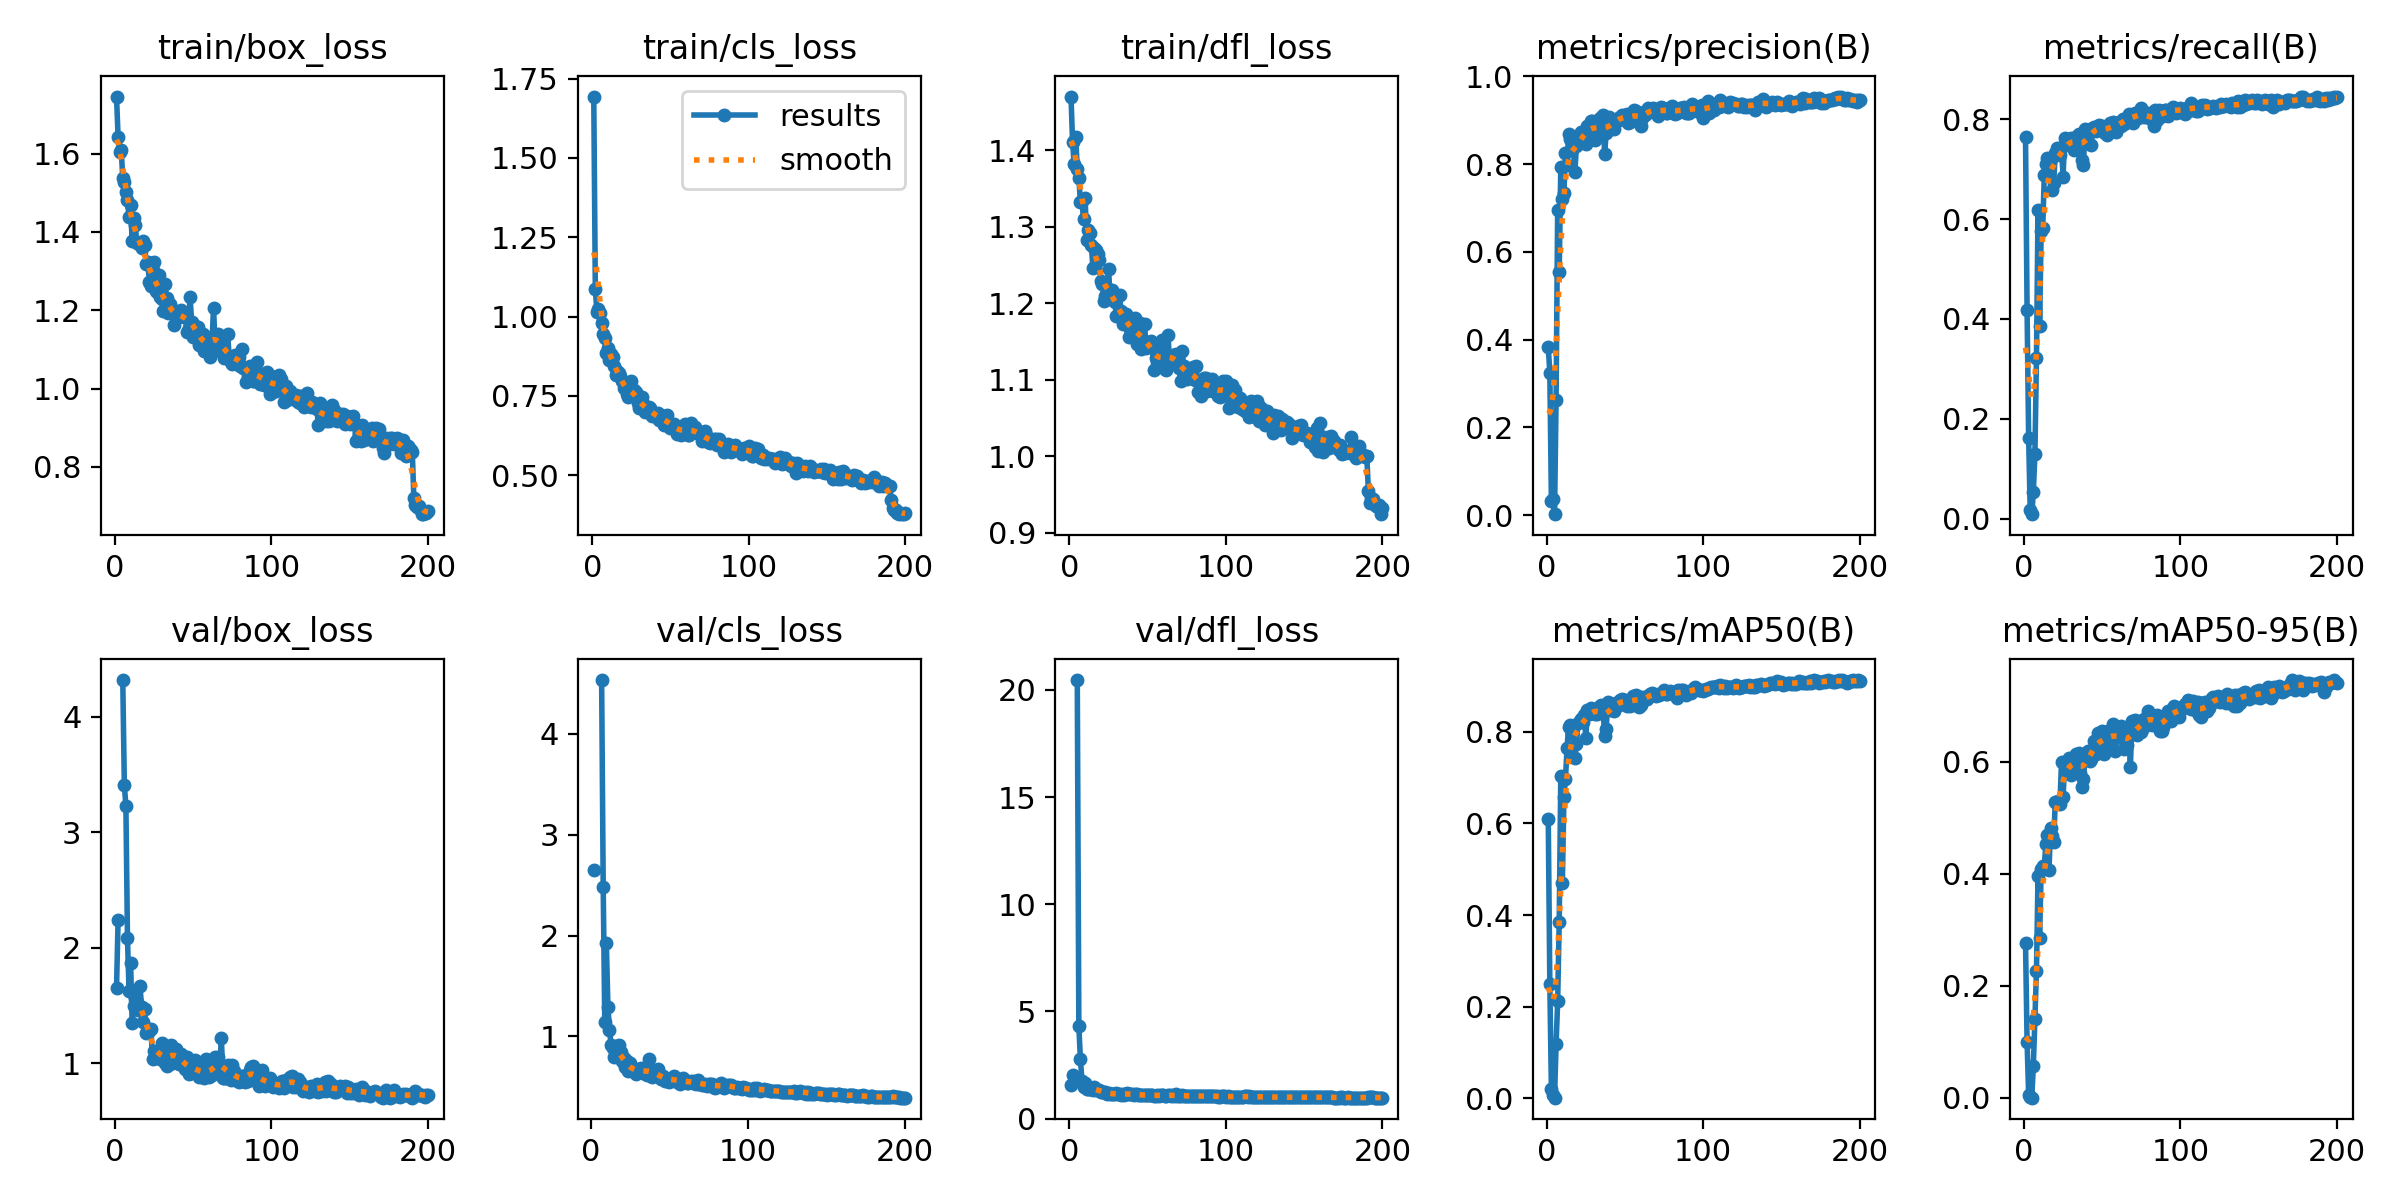 train/box_loss
1.6
1.4
1.2
1.0
0.8
0 100 200
train/cls_loss
1.75
1.50
1.25
1.00
0.75
0.50
results
smooth
0 100 200
train/dfl_loss
1.4
1.3
1.2
1.1
1.0
0.9
0 100 200
metrics/precision(B)
1.0
0.8
0.6
0.4
0.2
0.0
0 100 200
metrics/recall(B)
0.8
0.6
0.4
0.2
0.0
0 100 200
val/box_loss
4
3
2
1
0 100 200
val/cls_loss
4
3
2
1
0 100 200
val/dfl_loss
20
15
10
5
0
0 100 200
metrics/mAP50(B)
0.8
0.6
0.4
0.2
0.0
0 100 200
metrics/mAP50-95(B)
0.6
0.4
0.2
0.0
0 100 200